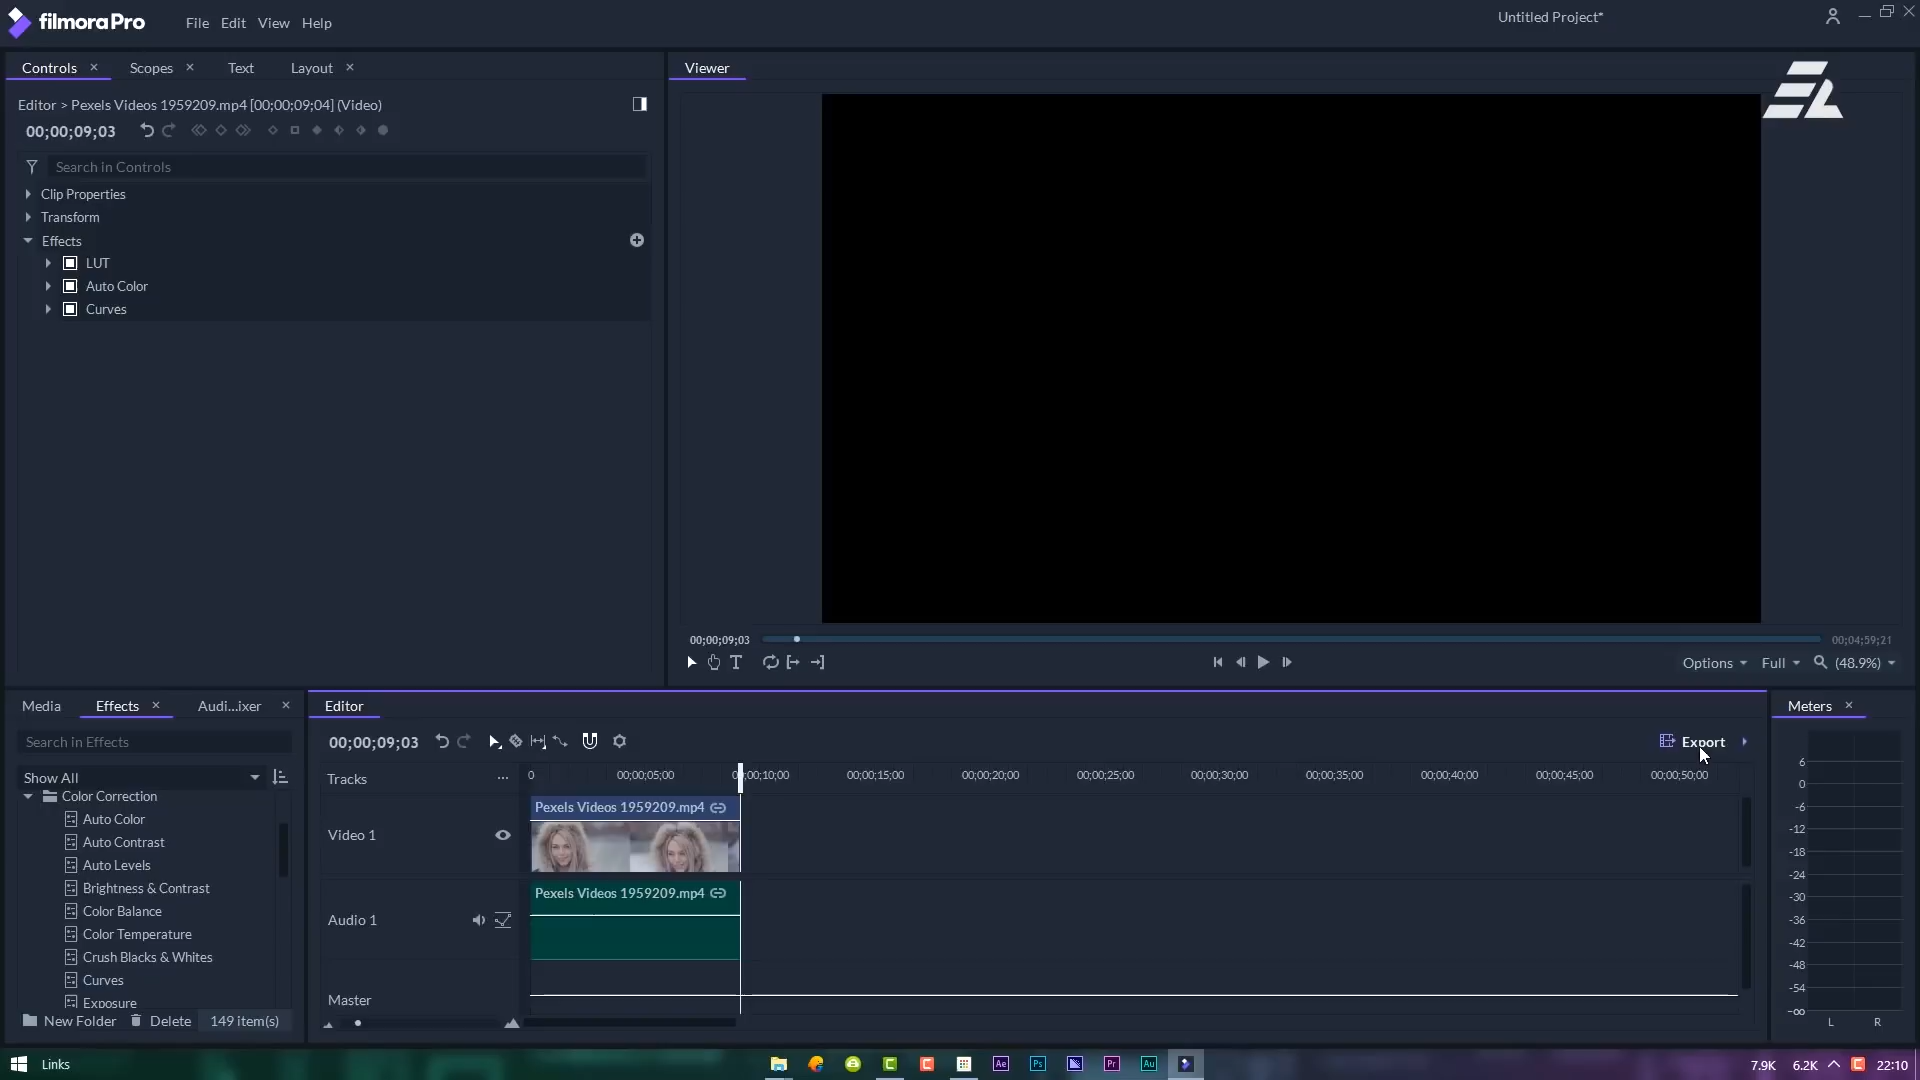 filmoraPro File Edit View Help Untitled Project*
Controls × Scopes × Text Layout ×
Viewer
Editor > Pexels Videos 1959209.mp4 [00;00;09;04] (Video)
00;00;09;03
Search in Controls
Clip Properties
Transform
Effects
LUT
Auto Color
Curves
00;00;09;03 00;04;59;21
Options Full (48.9%)
Media Effects × Audi...ixer ×
Search in Effects
Show All
Color Correction
Auto Color
Auto Contrast
Auto Levels
Brightness & Contrast
Color Balance
Color Temperature
Crush Blacks & Whites
Curves
Exposure
New Folder Delete 149 item(s)
Editor
00;00;09;03 Export
Tracks ... 0 00;00;05;00 00;00;10;00 00;00;15;00 00;00;20;00 00;00;25;00 00;00;30;00 00;00;35;00 00;00;40;00 00;00;45;00 00;00;50;00
Pexels Videos 1959209.mp4
Video 1
Pexels Videos 1959209.mp4
Audio 1
Master
Meters ×
6
0
-6
-12
-18
-24
-30
-36
-42
-48
-54
-∞
L R
Links Ae Ps Pr Au 7.9K 6.2K 22:10